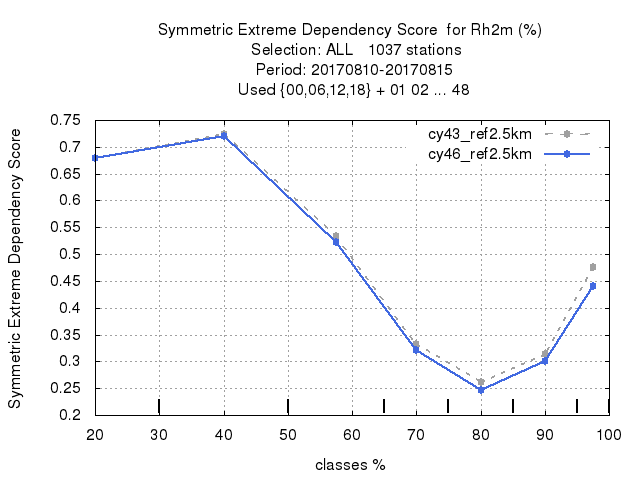 Symmetric Extreme Dependency Score  for Rh2m (%)
Selection: ALL   1037 stations
Period: 20170810-20170815
Used {00,06,12,18} + 01 02 ... 48
cy43_ref2.5km
cy46_ref2.5km
Symmetric Extreme Dependency Score
0.75
0.7
0.65
0.6
0.55
0.5
0.45
0.4
0.35
0.3
0.25
0.2
20 30 40 50 60 70 80 90 100
classes %